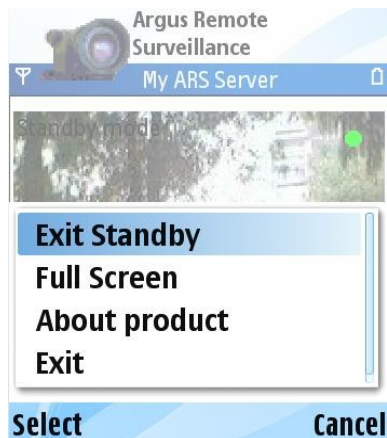 Argus Remote
Surveillance
My ARS Server
Standby mode
Exit Standby
Full Screen
About product
Exit
Select Cancel